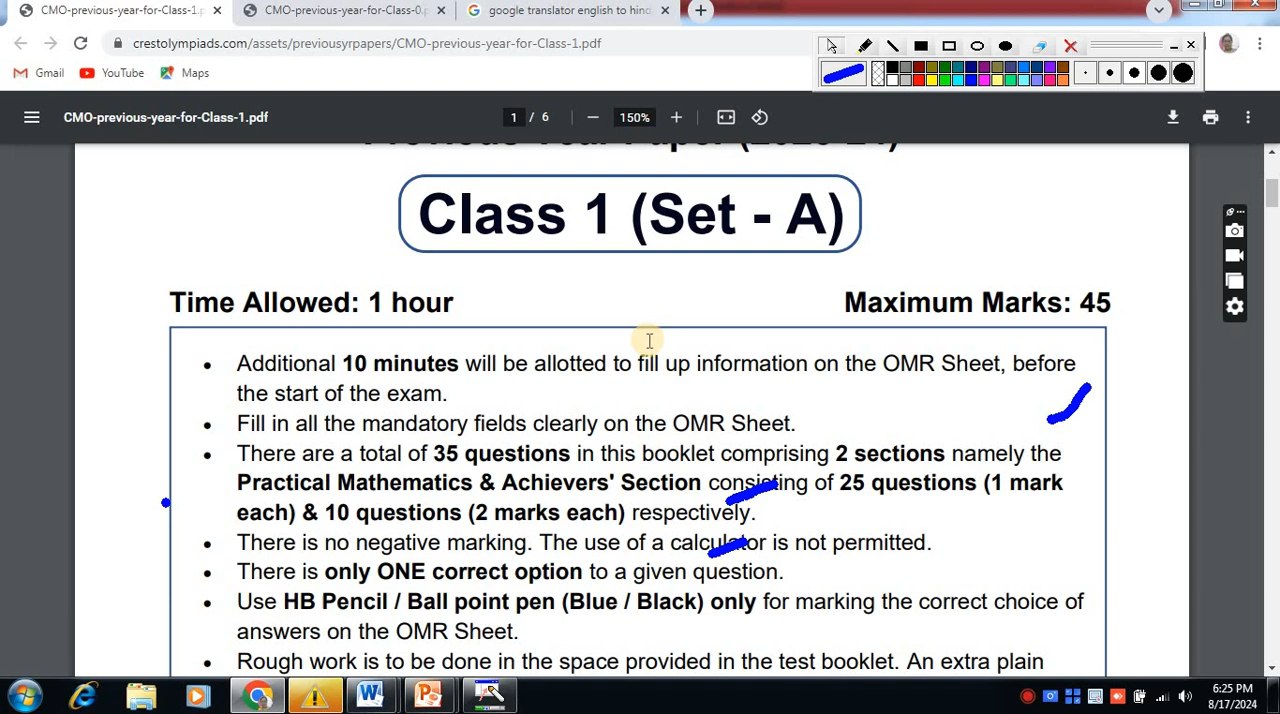 CMO-previous-year-for-Class-1.p
CMO-previous-year-for-Class-0.p
google translator english to hind
crestolympiads.com/assets/previousyrpapers/CMO-previous-year-for-Class-1.pdf
Gmail
YouTube
Maps
CMO-previous-year-for-Class-1.pdf
1 / 6
150%
Class 1 (Set - A)
Time Allowed: 1 hour
Maximum Marks: 45
• Additional 10 minutes will be allotted to fill up information on the OMR Sheet, before
the start of the exam.
• Fill in all the mandatory fields clearly on the OMR Sheet.
• There are a total of 35 questions in this booklet comprising 2 sections namely the
Practical Mathematics & Achievers' Section consisting of 25 questions (1 mark
each) & 10 questions (2 marks each) respectively.
• There is no negative marking. The use of a calculator is not permitted.
• There is only ONE correct option to a given question.
• Use HB Pencil / Ball point pen (Blue / Black) only for marking the correct choice of
answers on the OMR Sheet.
• Rough work is to be done in the space provided in the test booklet. An extra plain
6:25 PM
8/17/2024